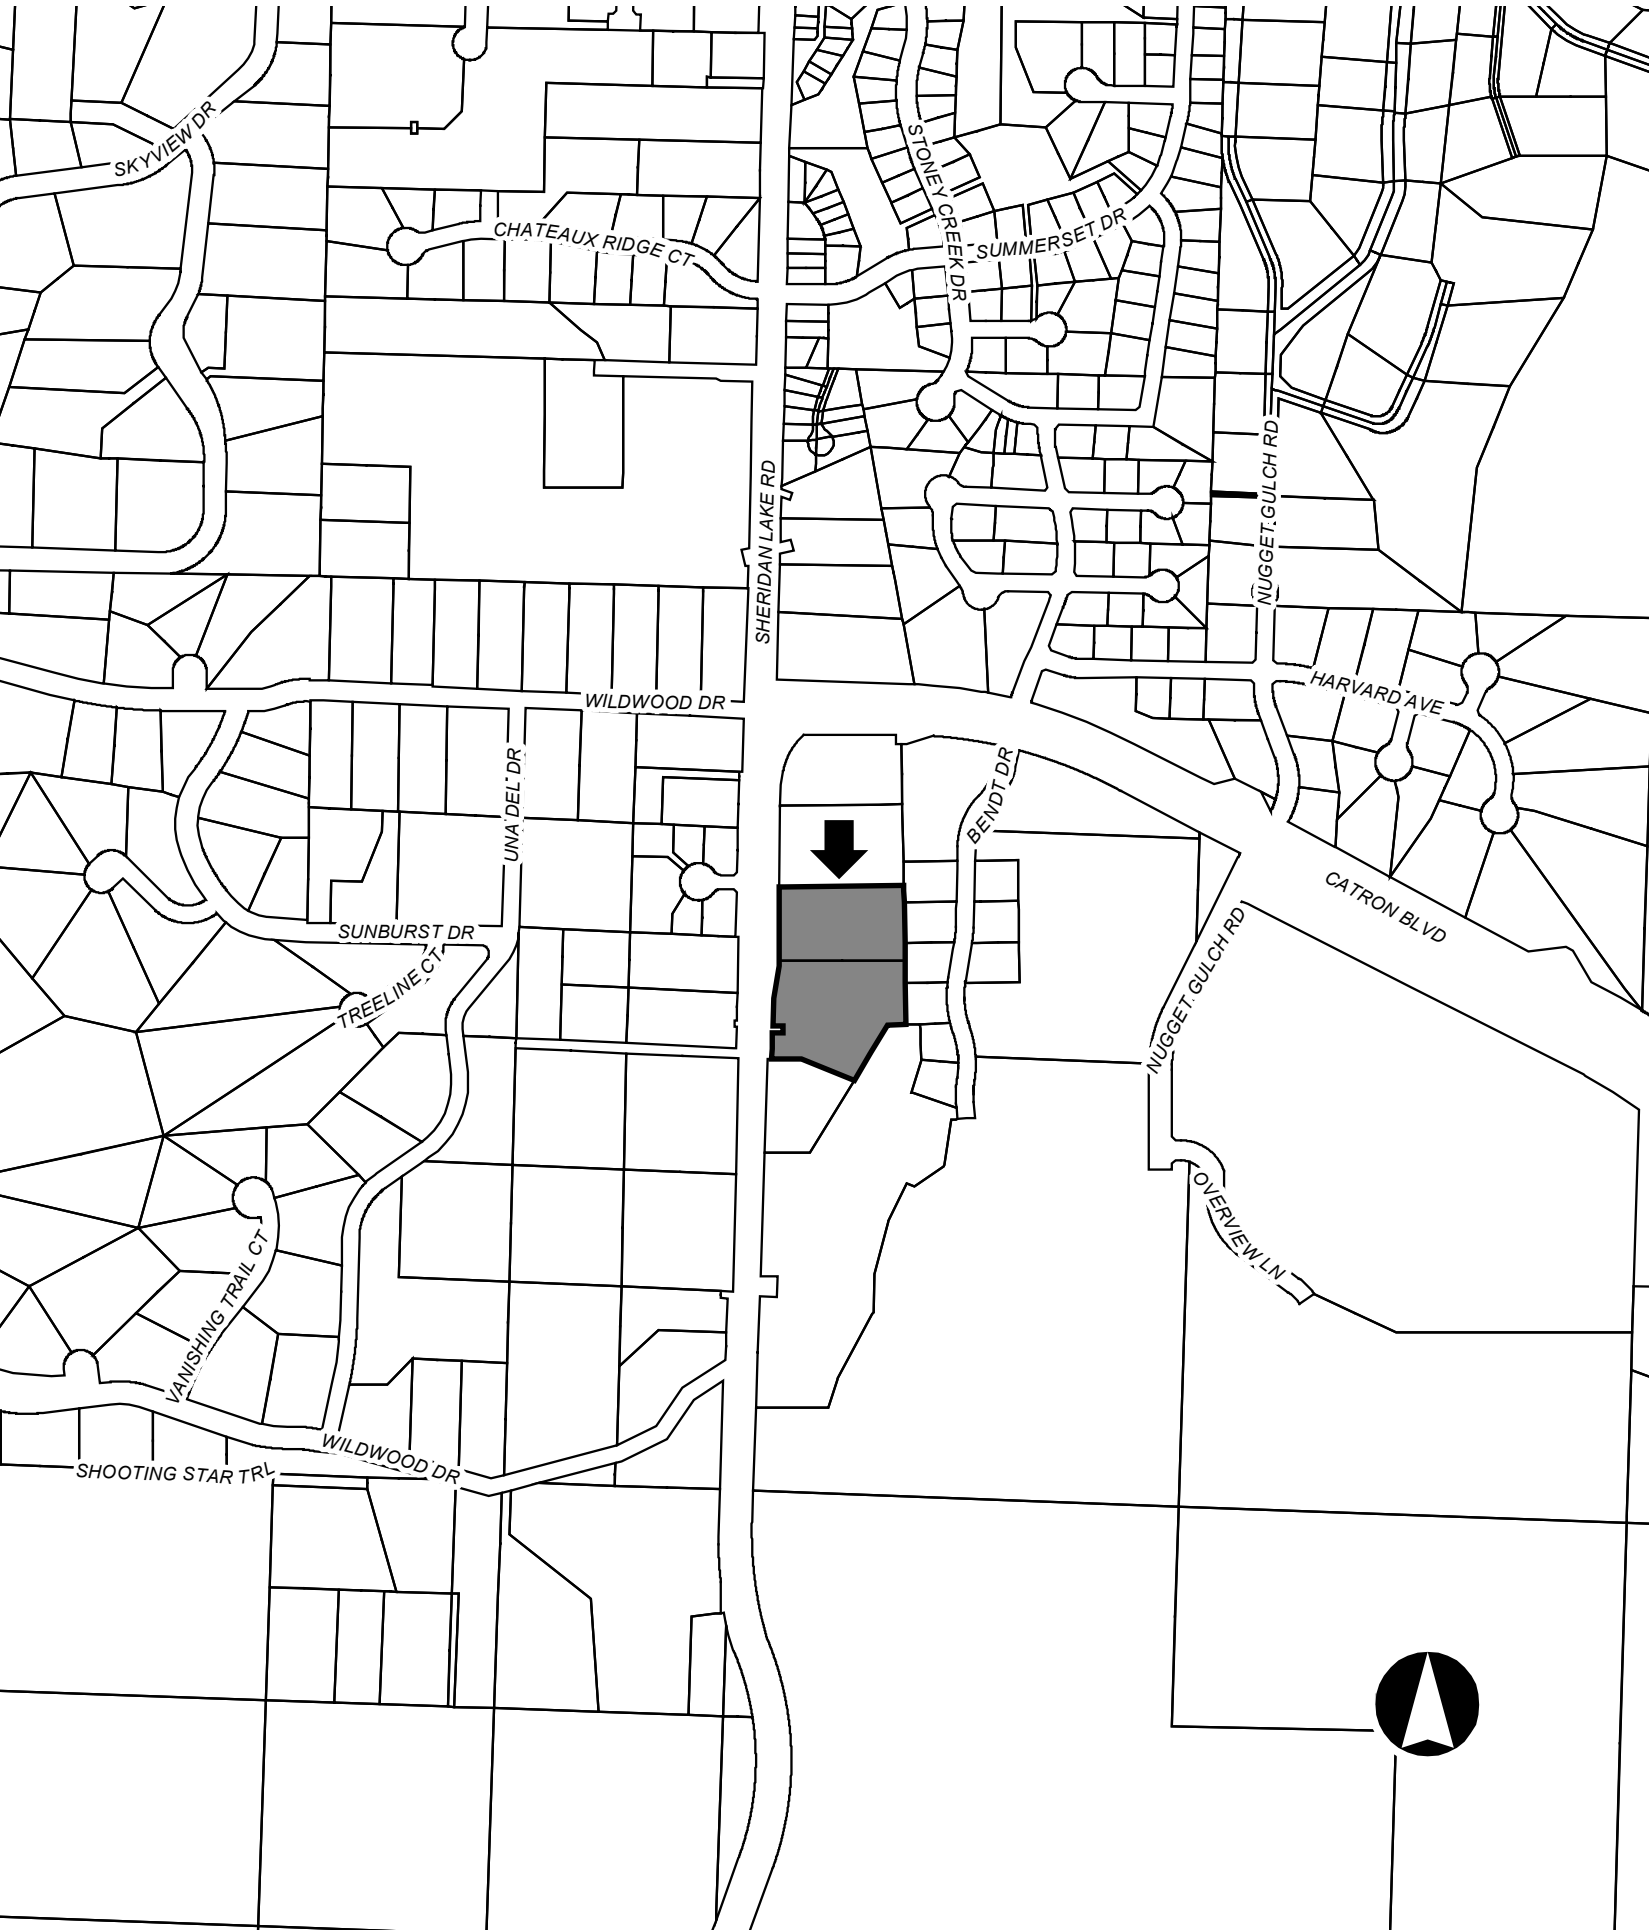 SKYVIEW DR
STONEY CREEK DR
CHATEAUX RIDGE CT
SUMMERSET DR
SHERIDAN LAKE RD
NUGGET GULCH RD
WILDWOOD DR
HARVARD AVE
UNA DEL DR
BENDT DR
CATRON BLVD
SUNBURST DR
TREELINE CT
NUGGET GULCH RD
OVERVIEW LN
VANISHING TRAIL CT
WILDWOOD DR
SHOOTING STAR TRL